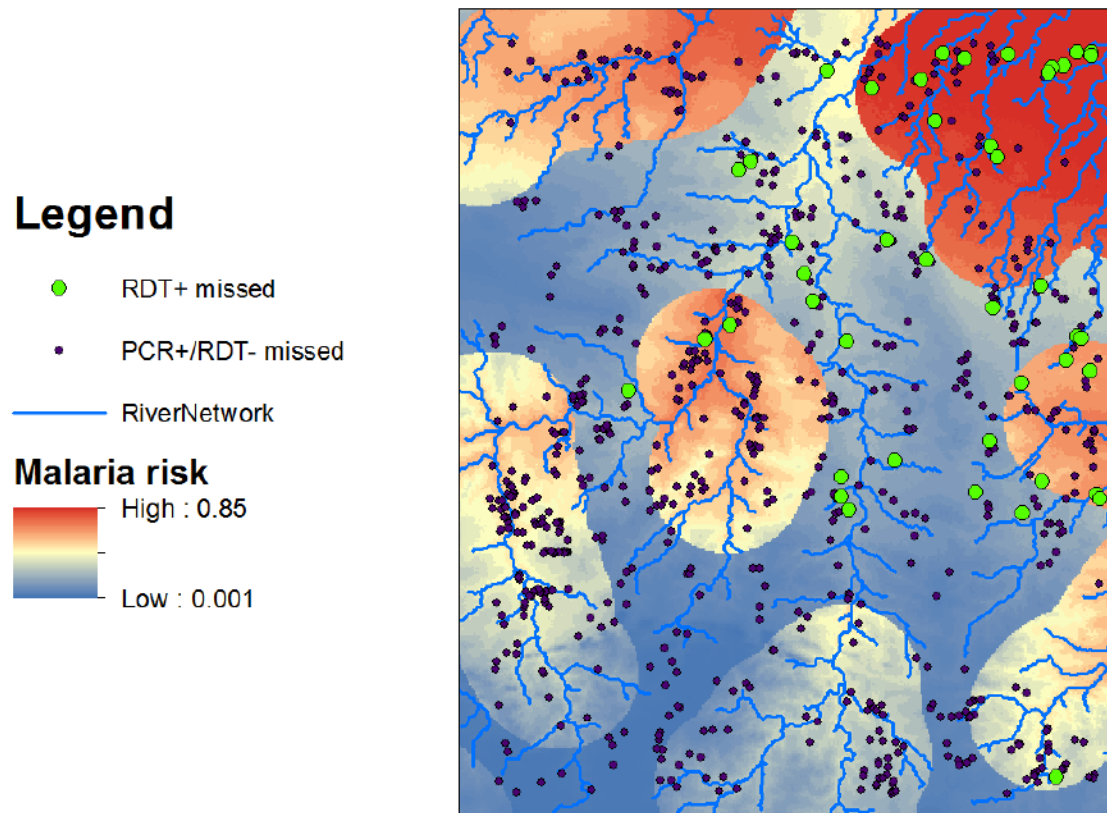 Legend
RDT+ missed
PCR+/RDT- missed
RiverNetwork
Malaria risk
High : 0.85
Low : 0.001